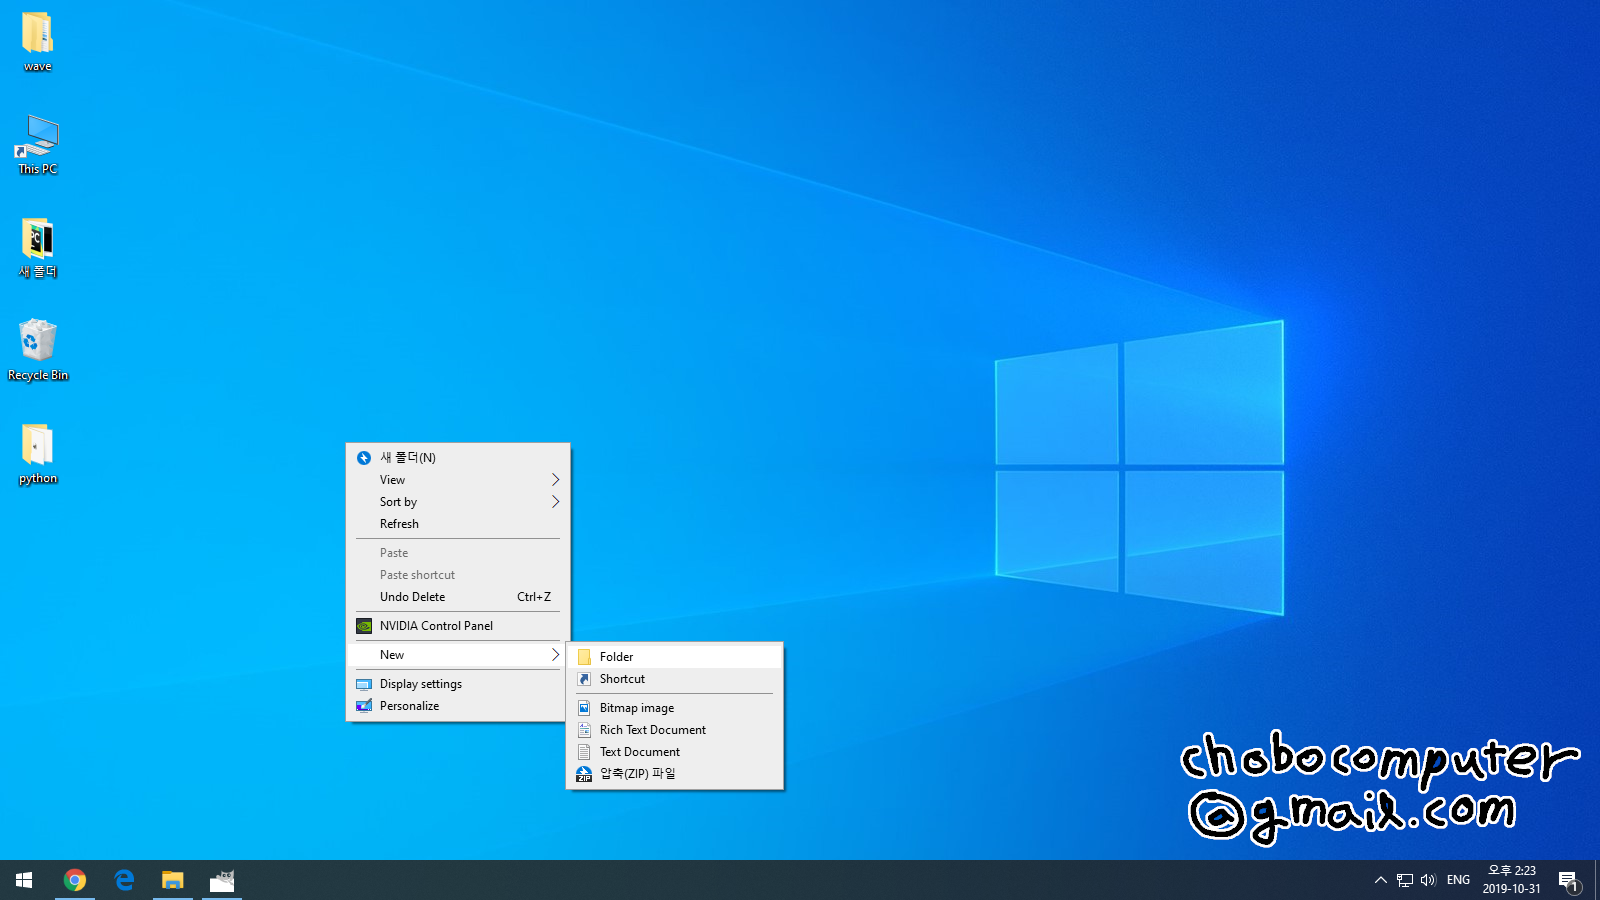 wave
This PC
새 폴더
Recycle Bin
python
새 폴더(N)
View
Sort by
Refresh
Paste
Paste shortcut
Undo Delete Ctrl+Z
NVIDIA Control Panel
New
Display settings
Personalize
Folder
Shortcut
Bitmap image
Rich Text Document
Text Document
ZIP 압축(ZIP) 파일
PC
chobocomputer
@gmail.com
ENG
오후 2:23
2019-10-31
1